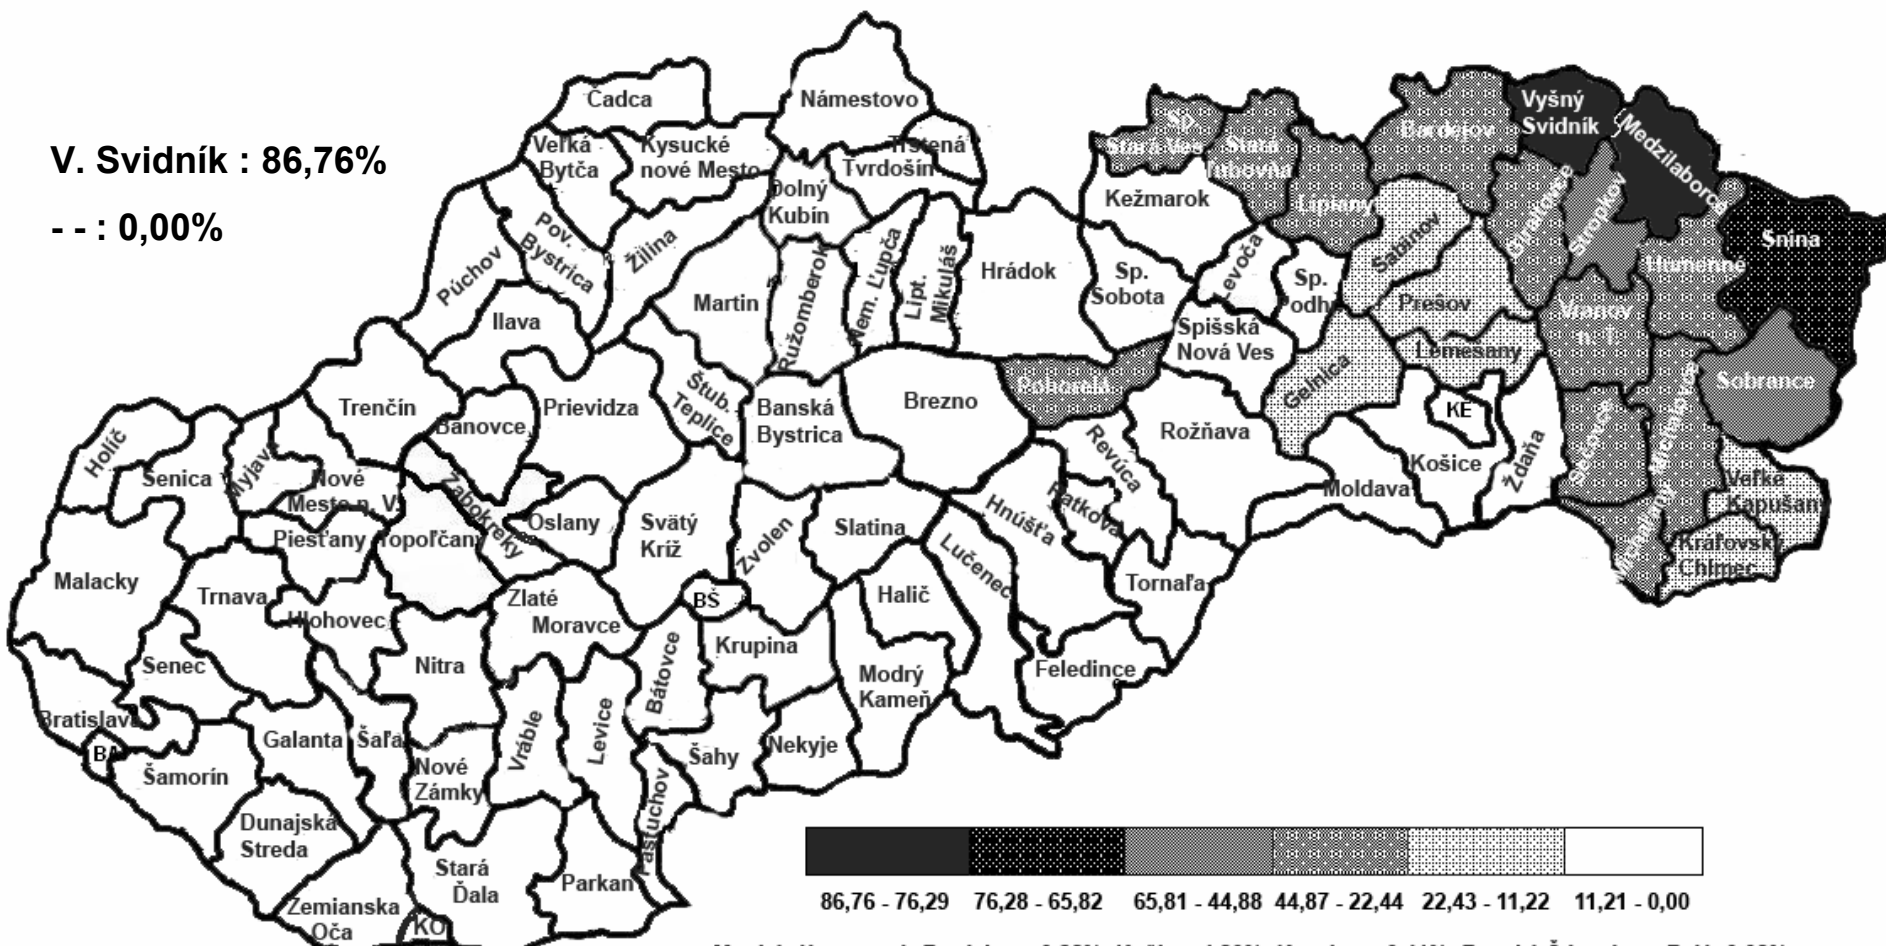 V. Svidník : 86,76%
- - : 0,00%
Čadca
Námestovo
Veľká
Bytča
Kysucké
nové Mesto
Trstená
Tvrdošín
Dolný
Kubín
Pov.
Bystrica
Púchov
Žilina
Ilava
Martin
Ružomberok
Nem. Ľupča
Lipt.
Mikuláš
Hrádok
Sp.
Stará Ves
Stará
Ľubovňa
Kežmarok
Sp.
Sobota
Levoča
Sp.
Podhr
Spišská
Nová Ves
Lipiany
Bardejov
Vyšný
Svidník
Medzilaborce
Giraltovce
Stropkov
Sabinov
Prešov
Humenné
Snina
Vranov
n. T.
Lemešany
Gelnica
Sobrance
Michalovce
Sečovce
Pohorelá
Trenčín
Banovce
Prievidza
Štub.
Teplice
Banská
Bystrica
Brezno
Revúca
Rožňava
KE
Košice
Ždaňa
Moldava
Veľké
Kapušany
Kráľovský
Chlmec
Holíč
Senica
Myjava
Nové
Mesto n. V.
Žabokreky
Oslany
Svätý
Kríž
Zvolen
Slatina
Hnúšťa
Ratková
Piešťany
Topoľčany
Malacky
Trnava
Hlohovec
Zlaté
Moravce
BŠ
Halič
Lučenec
Tornaľa
Senec
Nitra
Bátovce
Krupina
Modrý
Kameň
Feledince
Bratislava
BA
Šamorín
Galanta
Šaľa
Nové
Zámky
Vráble
Levice
Šahy
Nekyje
Pastuchov
Dunajská
Streda
Stará
Ďala
Parkan
Zemianska
Oča
KO
86,76 - 76,29 76,28 - 65,82 65,81 - 44,88 44,87 - 22,44 22,43 - 11,22 11,21 - 0,00